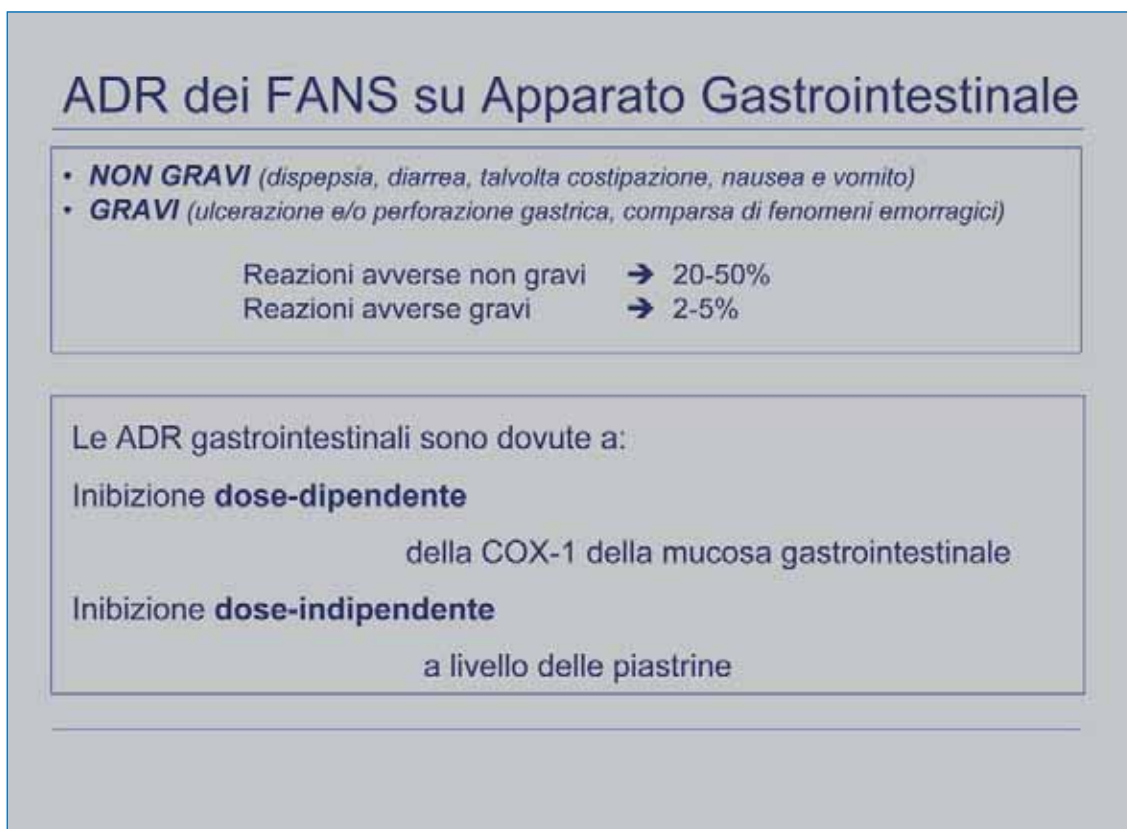 ADR dei FANS su Apparato Gastrointestinale
• NON GRAVI (dispepsia, diarrea, talvolta costipazione, nausea e vomito)
• GRAVI (ulcerazione e/o perforazione gastrica, comparsa di fenomeni emorragici)
Reazioni avverse non gravi ➔ 20-50%
Reazioni avverse gravi ➔ 2-5%
Le ADR gastrointestinali sono dovute a:
Inibizione dose-dipendente
della COX-1 della mucosa gastrointestinale
Inibizione dose-indipendente
a livello delle piastrine